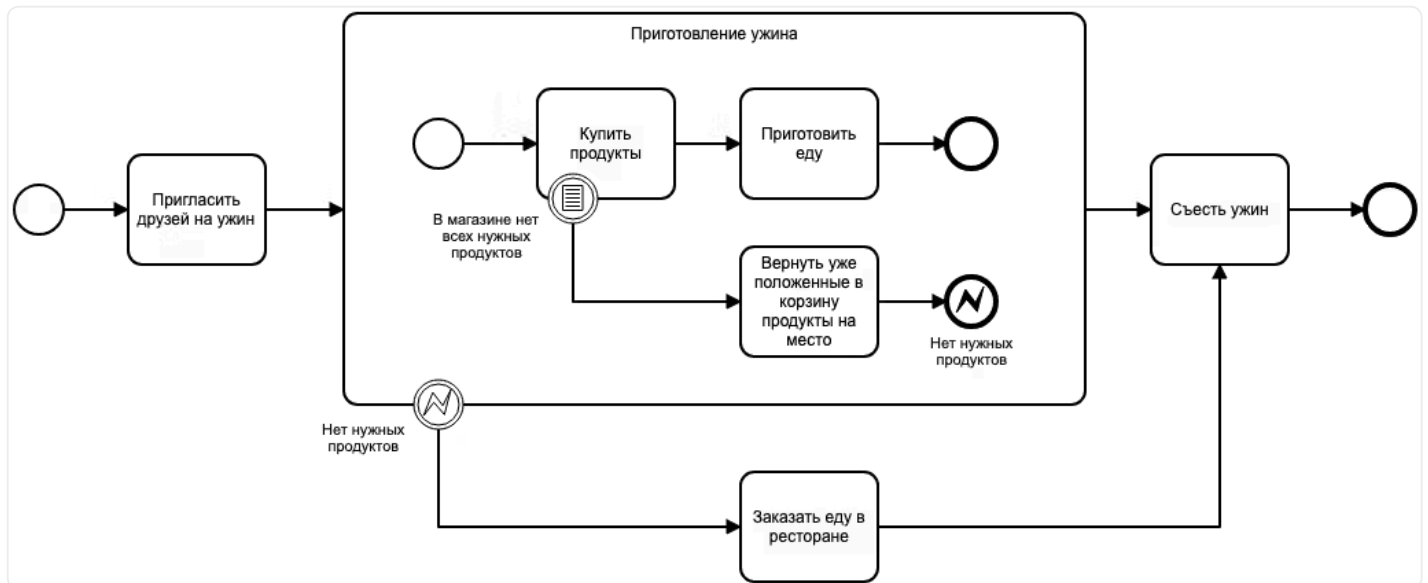 Приготовление ужина
Купить
продукты
Приготовить
еду
Пригласить
друзей на ужин
Съесть ужин
В магазине нет
всех нужных
продуктов
Вернуть уже
положенные в
корзину
продукты на
место
Нет нужных
продуктов
Нет нужных
продуктов
Заказать еду в
ресторане